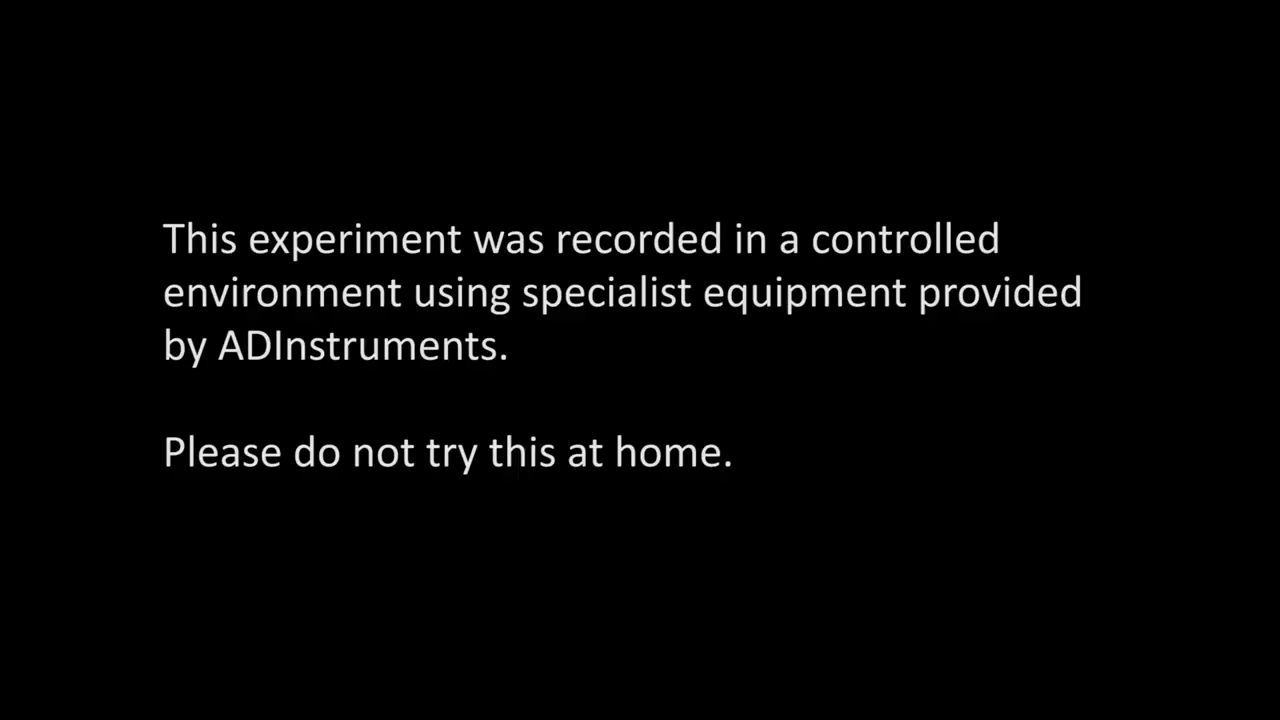 This experiment was recorded in a controlled
environment using specialist equipment provided
by ADInstruments.
Please do not try this at home.